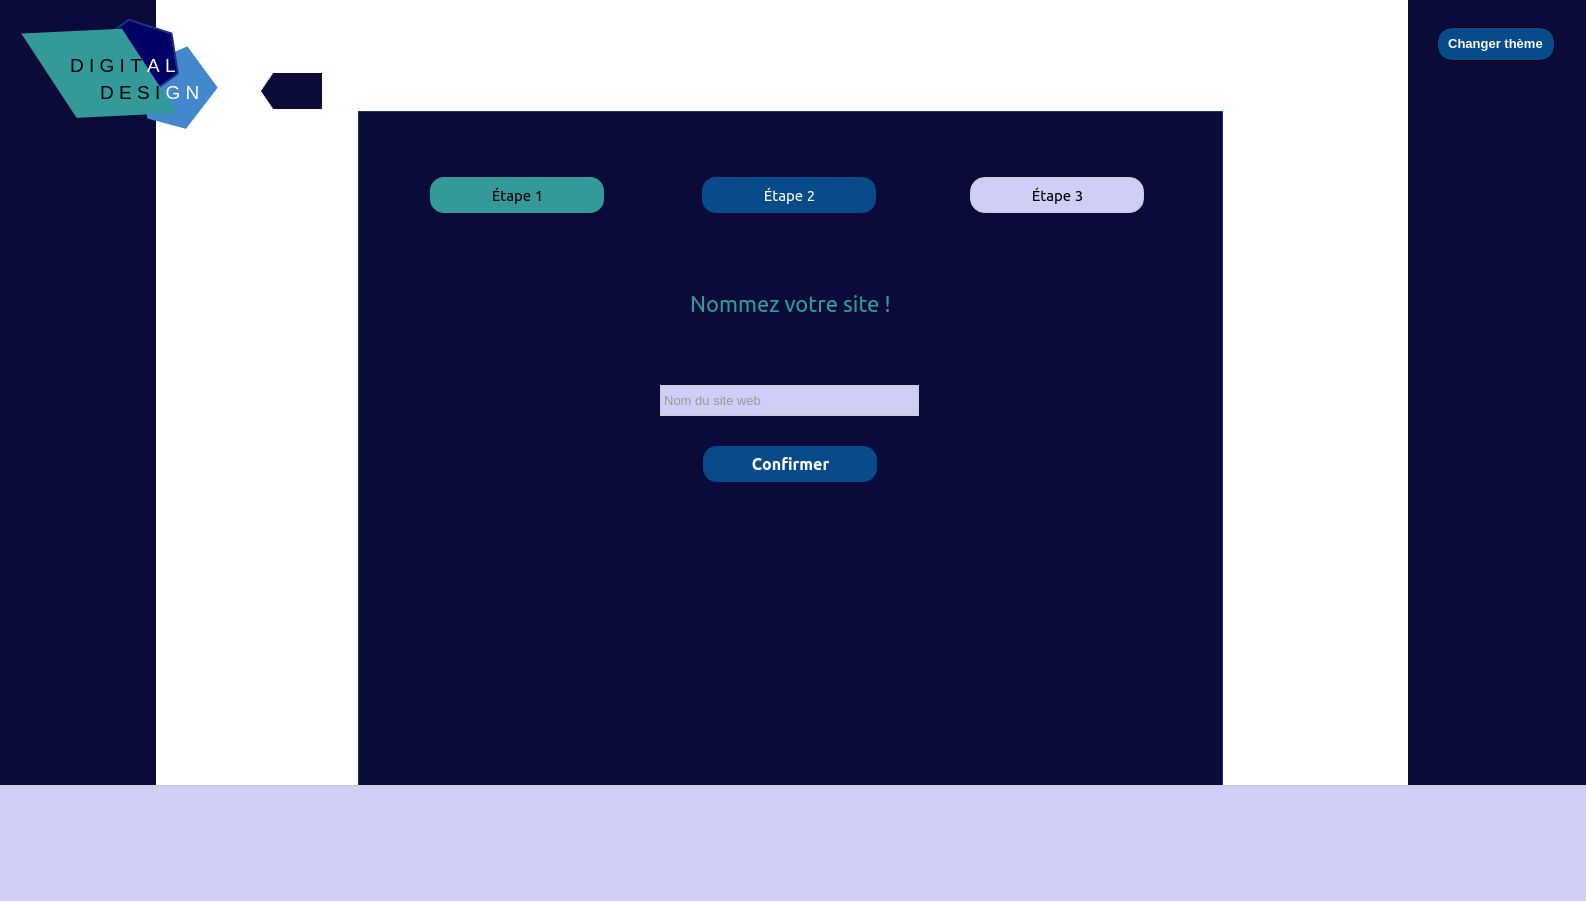 DIGITAL
DESIGN
Changer thème
Étape 1
Étape 2
Étape 3
Nommez votre site !
Nom du site web
Confirmer